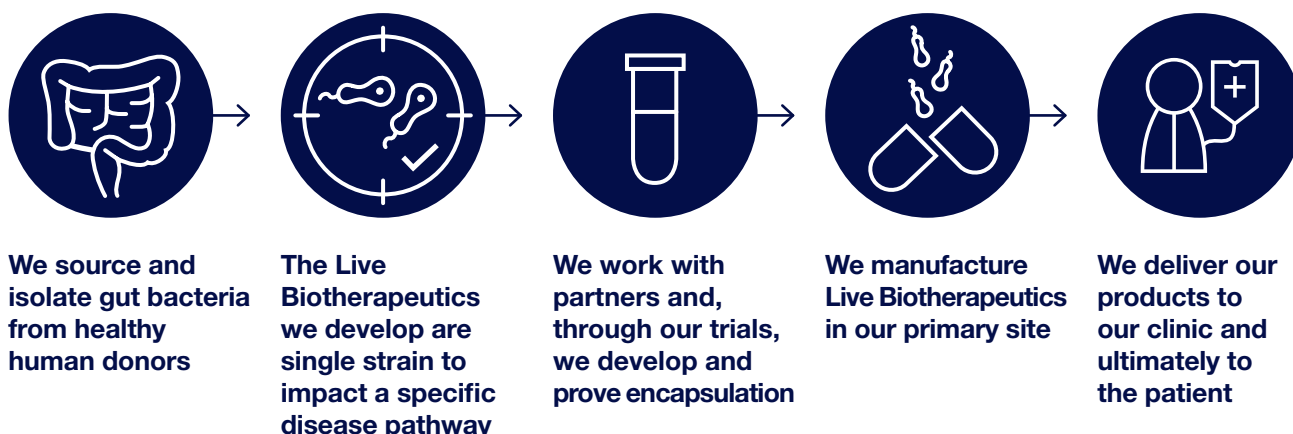 We source and
isolate gut bacteria
from healthy
human donors
The Live
Biotherapeutics
we develop are
single strain to
impact a specific
disease pathway
We work with
partners and,
through our trials,
we develop and
prove encapsulation
We manufacture
Live Biotherapeutics
in our primary site
We deliver our
products to
our clinic and
ultimately to
the patient